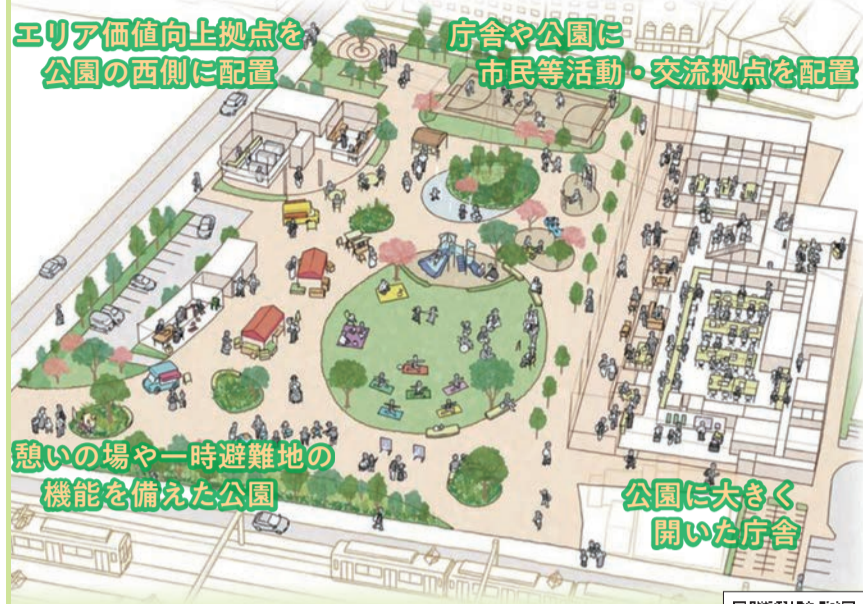 エリア価値向上拠点を
公園の西側に配置
庁舎や公園に
市民等活動・交流拠点を配置
憩いの場や一時避難地の
機能を備えた公園
公園に大きく
開いた庁舎